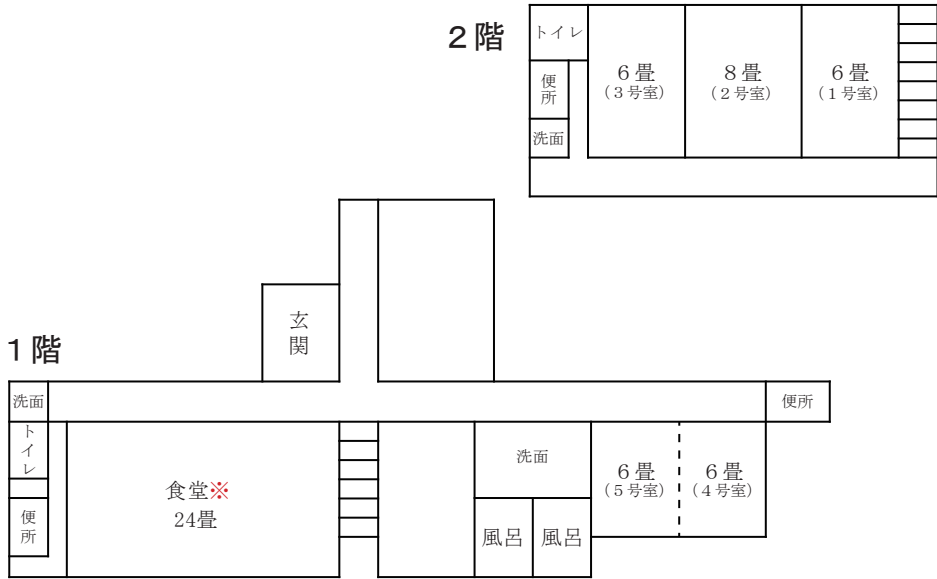 2階
トイレ
便所
洗面
6畳
(3号室)
8畳
(2号室)
6畳
(1号室)
玄関
1階
洗面
便所
トイレ
便所
食堂※
24畳
洗面
風呂
風呂
6畳
(5号室)
6畳
(4号室)